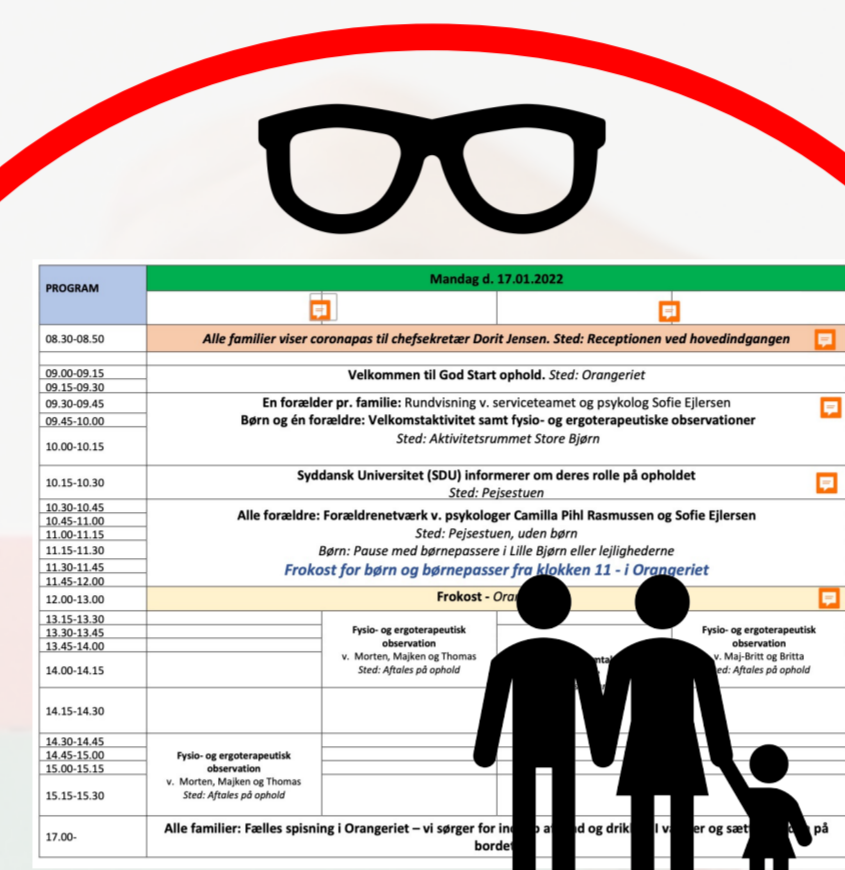 PROGRAM
Mandag d. 17.01.2022
08.30-08.50
Alle familier viser coronapas til chefsekretær Dorit Jensen. Sted: Receptionen ved hovedindgangen
09.00-09.15
Velkommen til God Start ophold. Sted: Orangeriet
09.15-09.30
09.30-09.45
En forælder pr. familie: Rundvisning v. serviceteamet og psykolog Sofie Ejlersen
09.45-10.00
Børn og én forældre: Velkomstaktivitet samt fysio- og ergoterapeutiske observationer
10.00-10.15
Sted: Aktivitetsrummet Store Bjørn
10.15-10.30
Syddansk Universitet (SDU) informerer om deres rolle på opholdet
Sted: Pejsestuen
10.30-10.45
10.45-11.00
Alle forældre: Forældrenetværk v. psykologer Camilla Pihl Rasmussen og Sofie Ejlersen
11.00-11.15
Sted: Pejsestuen, uden børn
11.15-11.30
Børn: Pause med børnepassere i Lille Bjørn eller lejlighederne
11.30-11.45
Frokost for børn og børnepasser fra klokken 11 - i Orangeriet
11.45-12.00
12.00-13.00
Frokost -
13.15-13.30
13.30-13.45
13.45-14.00
14.00-14.15
Fysio- og ergoterapeutisk
observation
v. Morten, Majken og Thomas
Sted: Aftales på ophold
Fysio- og ergoterapeutisk
observation
v. Maj-Britt og Britta
Aftales på ophold
14.15-14.30
14.30-14.45
14.45-15.00
15.00-15.15
15.15-15.30
Fysio- og ergoterapeutisk
observation
v. Morten, Majken og Thomas
Sted: Aftales på ophold
17.00-
Alle familier: Fælles spisning i Orangeriet – vi sørger for og og på